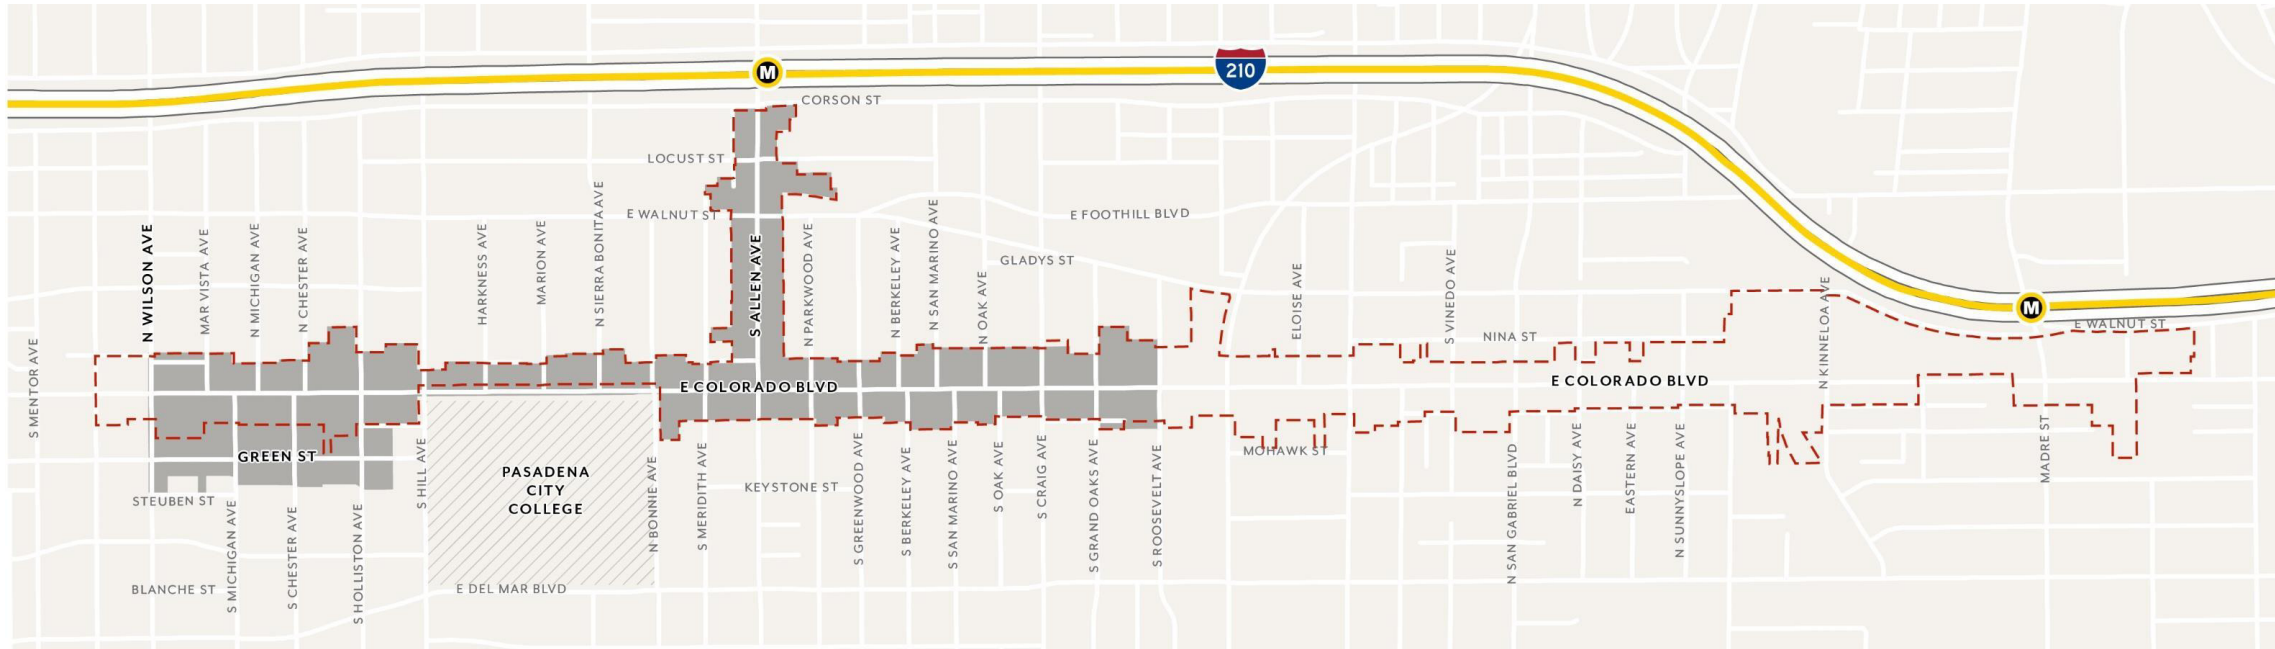 M
210
CORSON ST
LOCUST ST
E WALNUT ST
E FOOTHILL BLVD
GLADYS ST
S MENTOR AVE
N WILSON AVE
MAR VISTA AVE
N MICHIGAN AVE
N CHESTER AVE
HARKNESS AVE
MARION AVE
N SIERRA BONITA AVE
S ALLEN AVE
N PARKWOOD AVE
N BERKELEY AVE
N SAN MARINO AVE
N OAK AVE
ELOISE AVE
S VINEDO AVE
NINA ST
N KINNELOA AVE
M
E WALNUT ST
E COLORADO BLVD
E COLORADO BLVD
GREEN ST
STEUBEN ST
BLANCHE ST
S MICHIGAN AVE
S CHESTER AVE
S HOLLISTON AVE
S HILL AVE
PASADENA
CITY
COLLEGE
E DEL MAR BLVD
N BONNIE AVE
S MERIDITH AVE
KEYSTONE ST
S GREENWOOD AVE
S BERKELEY AVE
S SAN MARINO AVE
S OAK AVE
S CRAIG AVE
S GRAND OAKS AVE
S ROOSEVELT AVE
MOHAWK ST
N SAN GABRIEL BLVD
N DAISY AVE
EASTERN AVE
N SUNNYSLOPE AVE
MADRE ST